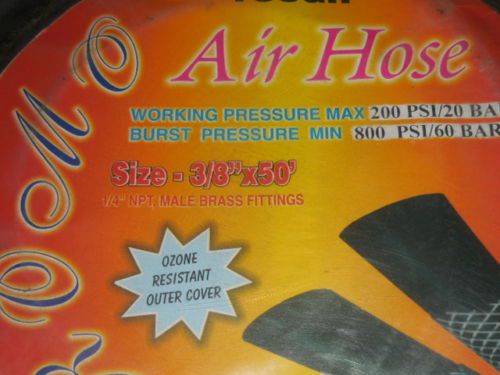 Air Hose
WORKING PRESSURE MAX 200 PSI/20 BA
BURST PRESSURE MIN 800 PSI/60 BAR
Size - 3/8"x50'
1/4" NPT, MALE BRASS FITTINGS
OZONE
RESISTANT
OUTER COVER